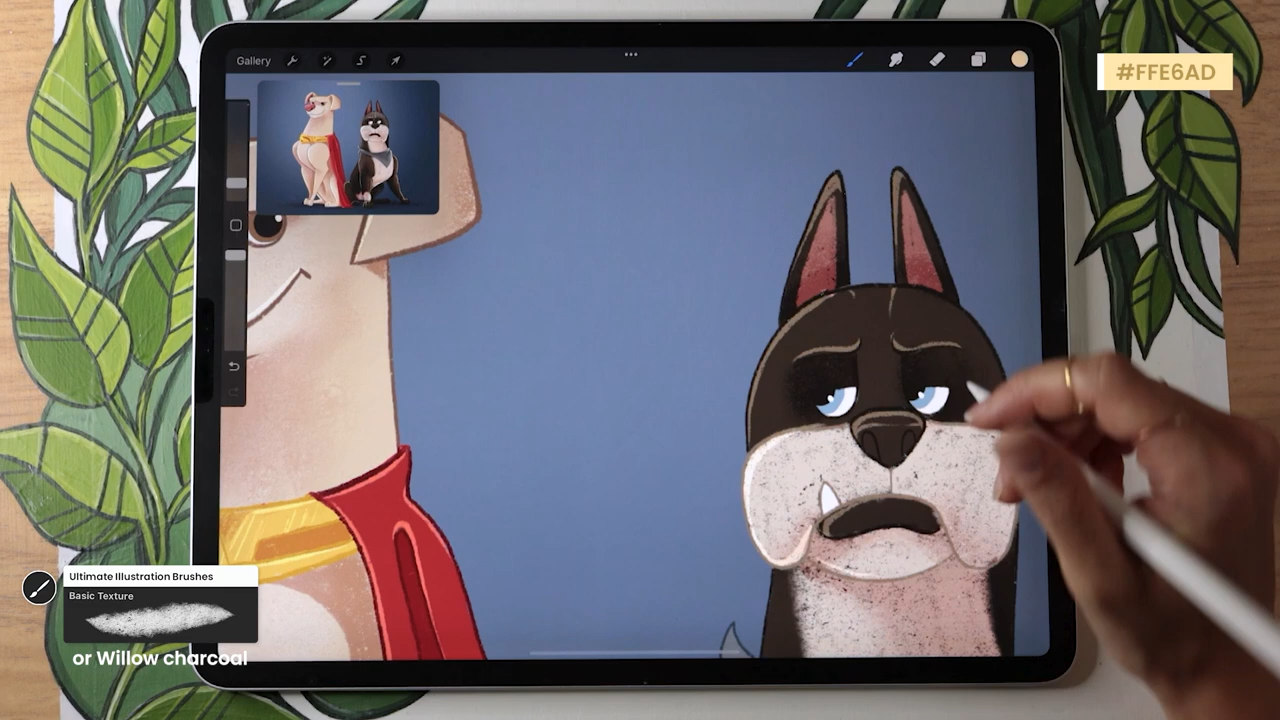 Gallery
#FFE6AD
Ultimate Illustration Brushes
Basic Texture
or Willow charcoal